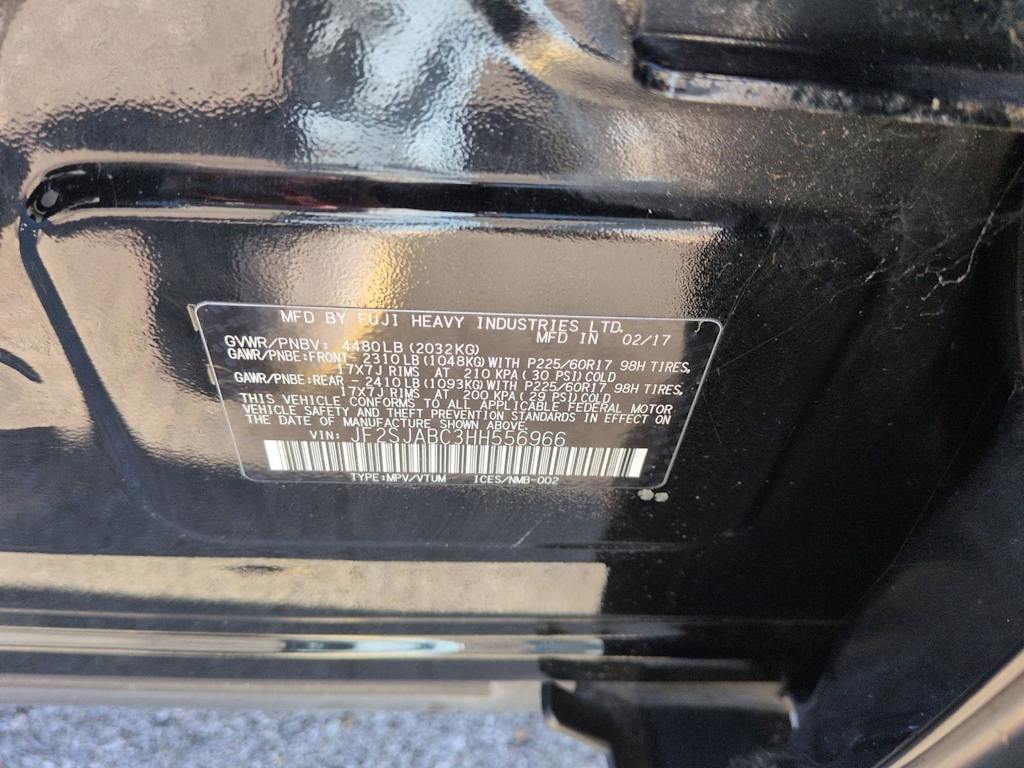 MFD BY FUJI HEAVY INDUSTRIES LTD.
MFD IN 02/17
GVWR/PNBV: 4480LB (2032KG)
GAWR/PNBE:FRONT- 2310LB (1048KG) WITH P225/60R17 98H TIRES,
17X7J RIMS AT 210 KPA (30 PSI) COLD
GAWR/PNBE:REAR - 2410LB (1093KG) WITH P225/60R17 98H TIRES,
17X7J RIMS AT 200 KPA (29 PSI) COLD
THIS VEHICLE CONFORMS TO ALL APPLICABLE FEDERAL MOTOR
VEHICLE SAFETY AND THEFT PREVENTION STANDARDS IN EFFECT ON
THE DATE OF MANUFACTURE SHOWN ABOVE.
VIN: JF2SJABC3HH556966
TYPE:MPV/VTUM ICES/NMB-002